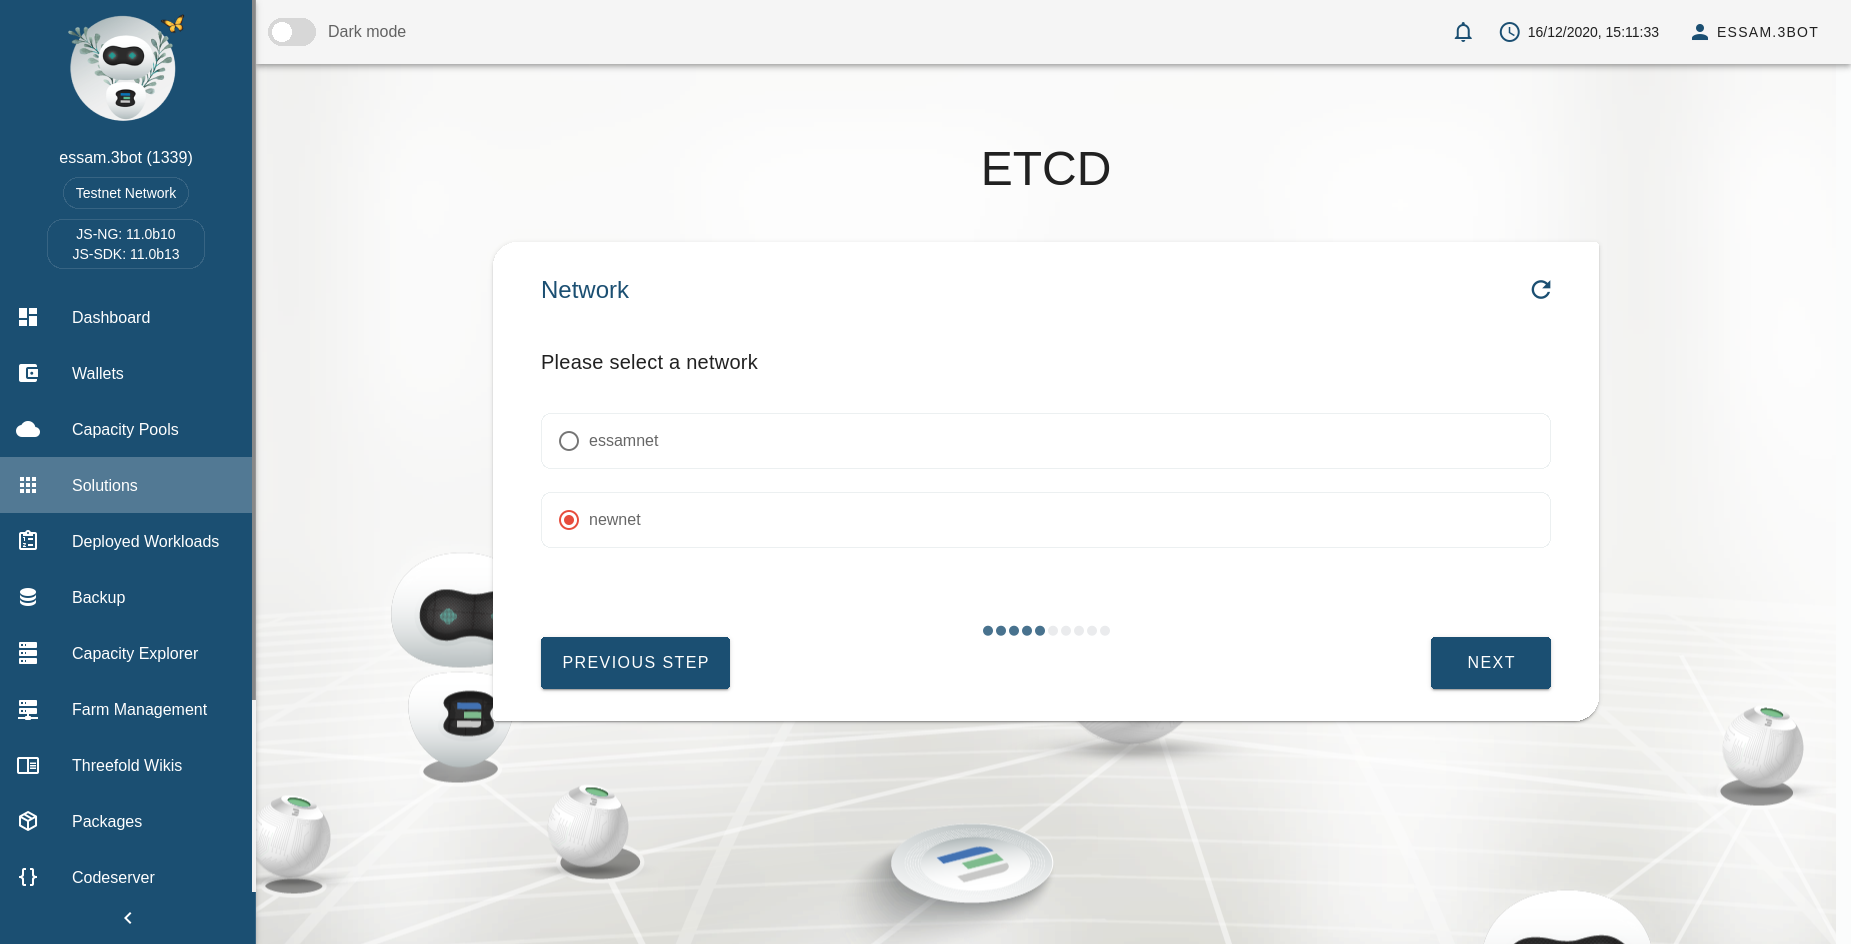 Dark mode
16/12/2020, 15:11:33
ESSAM.3BOT
essam.3bot (1339)
Testnet Network
JS-NG: 11.0b10
JS-SDK: 11.0b13
Dashboard
Wallets
Capacity Pools
Solutions
Deployed Workloads
Backup
Capacity Explorer
Farm Management
Threefold Wikis
Packages
Codeserver
ETCD
Network
Please select a network
essamnet
newnet
PREVIOUS STEP
NEXT